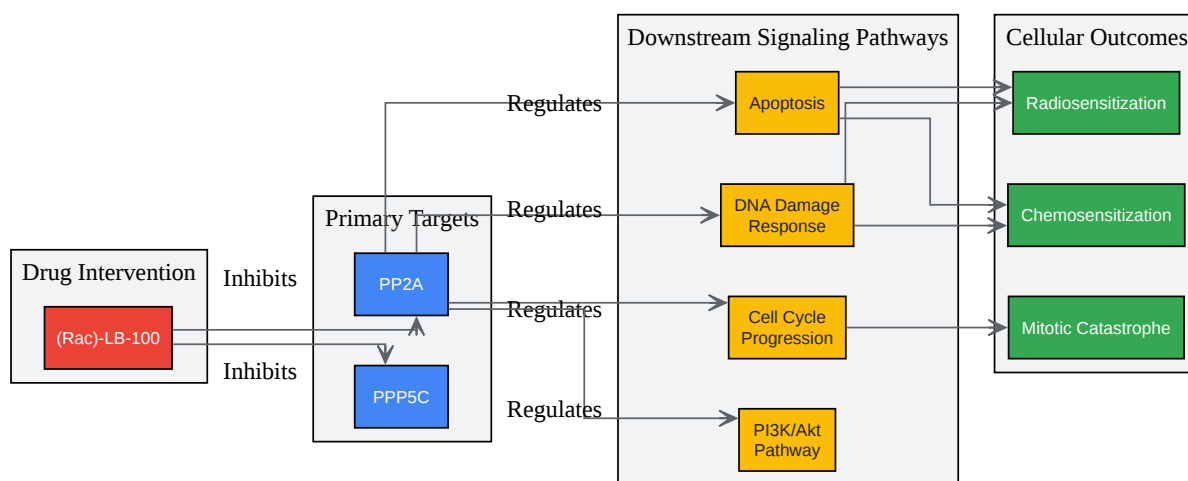 Drug Intervention
(Rac)-LB-100
Inhibits
Inhibits
Primary Targets
PP2A
PPP5C
Regulates
Regulates
Regulates
Regulates
Downstream Signaling Pathways
Apoptosis
DNA Damage
Response
Cell Cycle
Progression
PI3K/Akt
Pathway
Cellular Outcomes
Radiosensitization
Chemosensitization
Mitotic Catastrophe